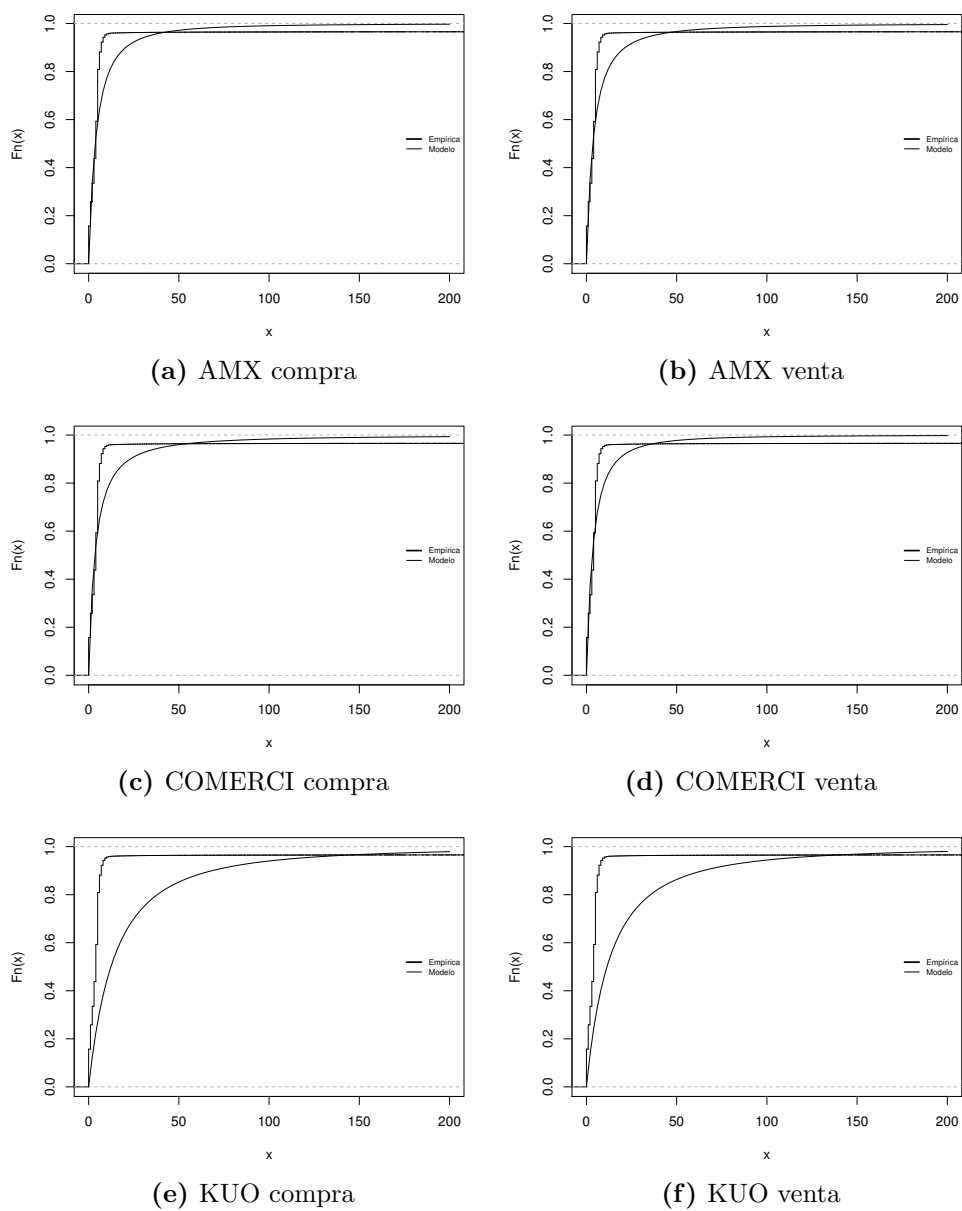 1.0
0.8
0.6
0.4
0.2
0.0
Fn(x)
Empírica
Modelo
0 50 100 150 200
x
(a) AMX compra
1.0
0.8
0.6
0.4
0.2
0.0
Fn(x)
Empírica
Modelo
0 50 100 150 200
x
(b) AMX venta
1.0
0.8
0.6
0.4
0.2
0.0
Fn(x)
Empírica
Modelo
0 50 100 150 200
x
(c) COMERCI compra
1.0
0.8
0.6
0.4
0.2
0.0
Fn(x)
Empírica
Modelo
0 50 100 150 200
x
(d) COMERCI venta
1.0
0.8
0.6
0.4
0.2
0.0
Fn(x)
Empírica
Modelo
0 50 100 150 200
x
(e) KUO compra
1.0
0.8
0.6
0.4
0.2
0.0
Fn(x)
Empírica
Modelo
0 50 100 150 200
x
(f) KUO venta